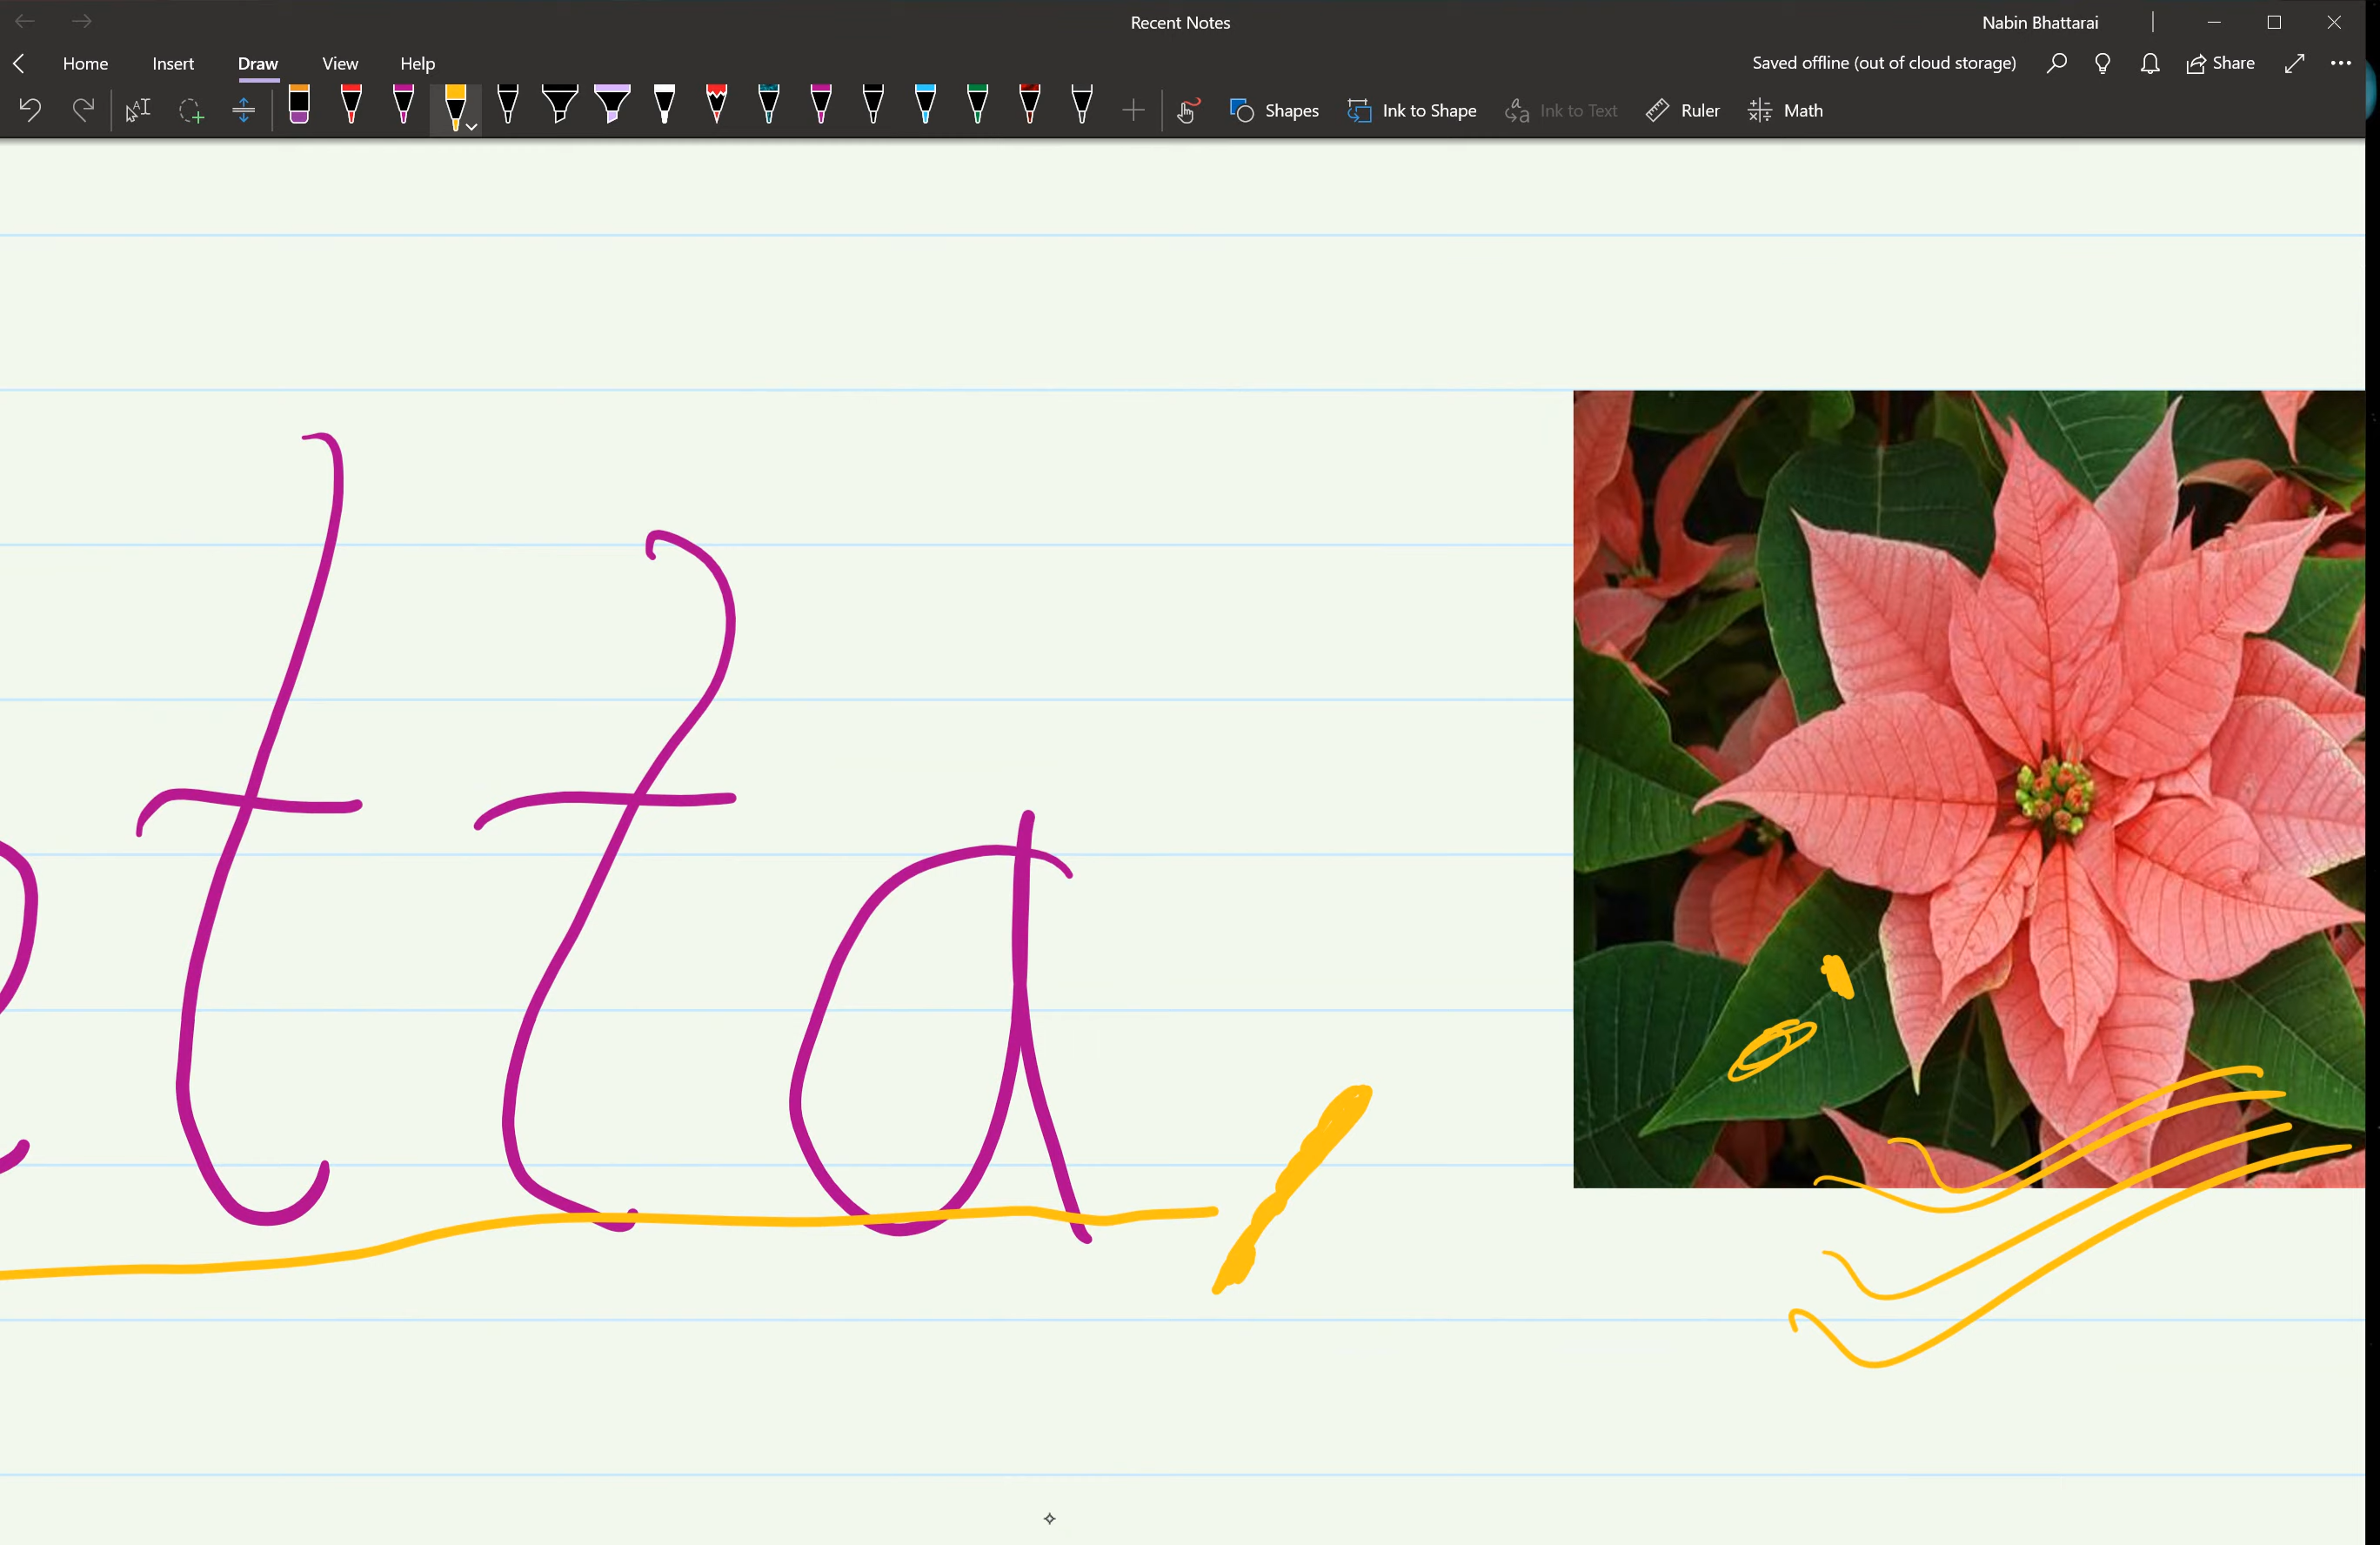 Recent Notes Nabin Bhattarai
Home Insert Draw View Help Saved offline (out of cloud storage) Share
Shapes Ink to Shape Ink to Text Ruler Math
tta